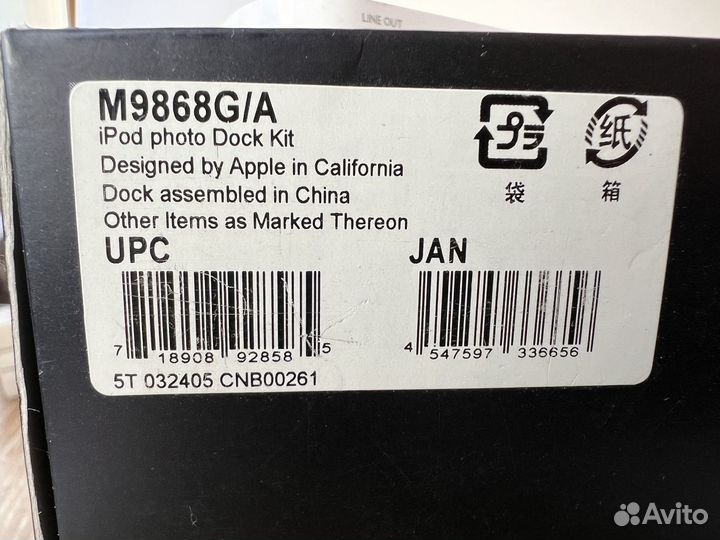 LINE OUT
M9868G/A
iPod photo Dock Kit
Designed by Apple in California
Dock assembled in China
Other Items as Marked Thereon
プラ
袋
纸
箱
UPC
JAN
7 18908 92858 5
4 547597 336656
5T 032405 CNB00261
Avito